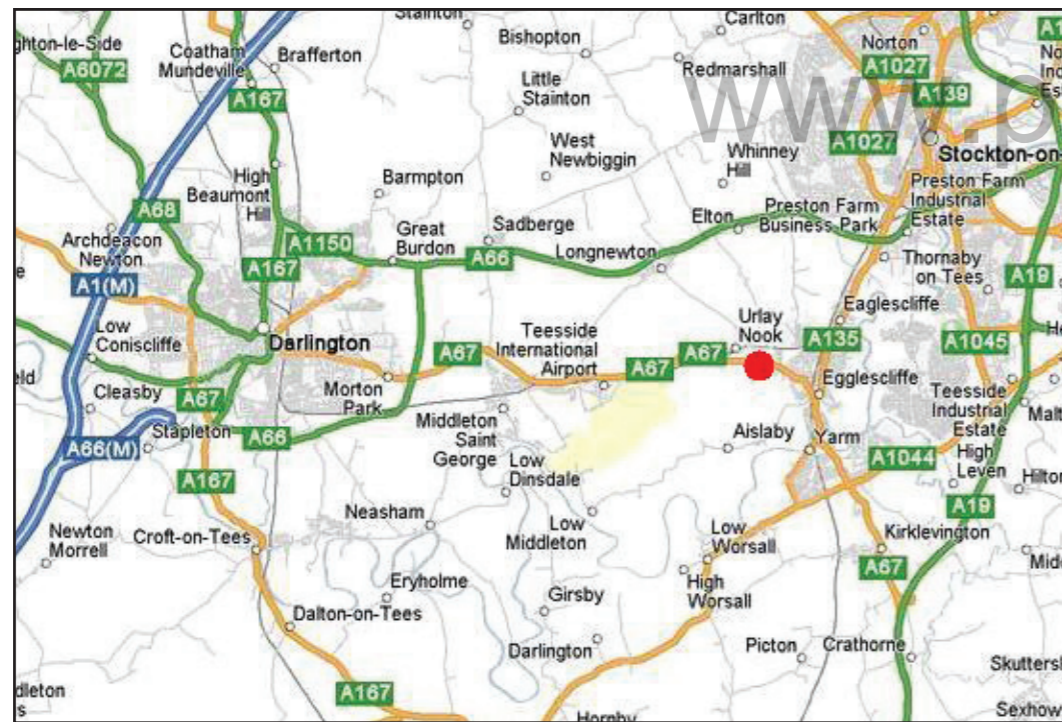 Stainton
Carlton
ghton-le-Side
Coatham
Mundeville
Brafferton
Bishopton
Norton
A6072
A167
Redmarshall
A1027
Little
Stainton
A139
www.p
West
Newbiggin
A1027
Whinney
Hill
Stockton-on-
High
Beaumont
Hill
Barmpton
Preston Farm
Industrial
Estate
A68
Preston Farm
Business Park
Archdeacon
Newton
A1150
Great
Burdon
Sadberge
Elton
A167
A66
Longnewton
Thornaby
on Tees
A19
A1(M)
Eaglescliffe
Low
Coniscliffe
Darlington
Teesside
International
Airport
Urlay
Nook
A135
A1045
A67
A67
A67
Cleasby
Morton
Park
Egglescliffe
A67
Teesside
Industrial
Estate
Stapleton
A66
Middleton
Saint
George
Aislaby
Yarm
A66(M)
A1044
High
Leven
A167
Low
Dinsdale
Hilton
Neasham
A19
Newton
Morrell
Croft-on-Tees
Low
Middleton
Low
Worsall
Kirklevington
A67
Eryholme
Girsby
High
Worsall
Dalton-on-Tees
Darlington
Picton
Crathorne
Skutters
A167
dleton
s
Hornby
Sexhow